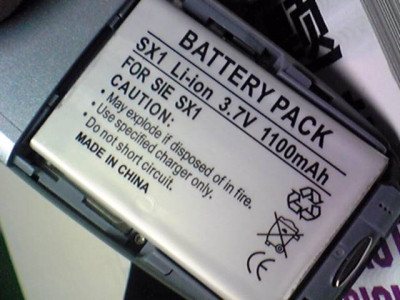 BATTERY PACK
SX1 Li-ion 3.7V 1100mAh
FOR SIE SX1
CAUTION:
• May explode if disposed of in fire.
• Use specified charger only.
• Do not short circuit.
MADE IN CHINA
CE